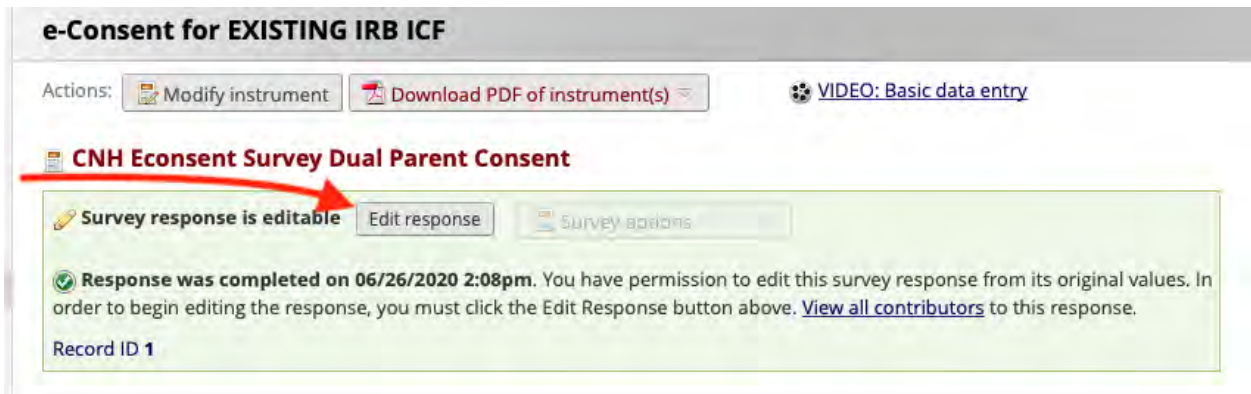 e-Consent for EXISTING IRB ICF
Actions: Modify instrument Download PDF of instrument(s) VIDEO: Basic data entry
CNH Econsent Survey Dual Parent Consent
Survey response is editable Edit response Survey actions
Response was completed on 06/26/2020 2:08pm. You have permission to edit this survey response from its original values. In
order to begin editing the response, you must click the Edit Response button above. View all contributors to this response.
Record ID 1